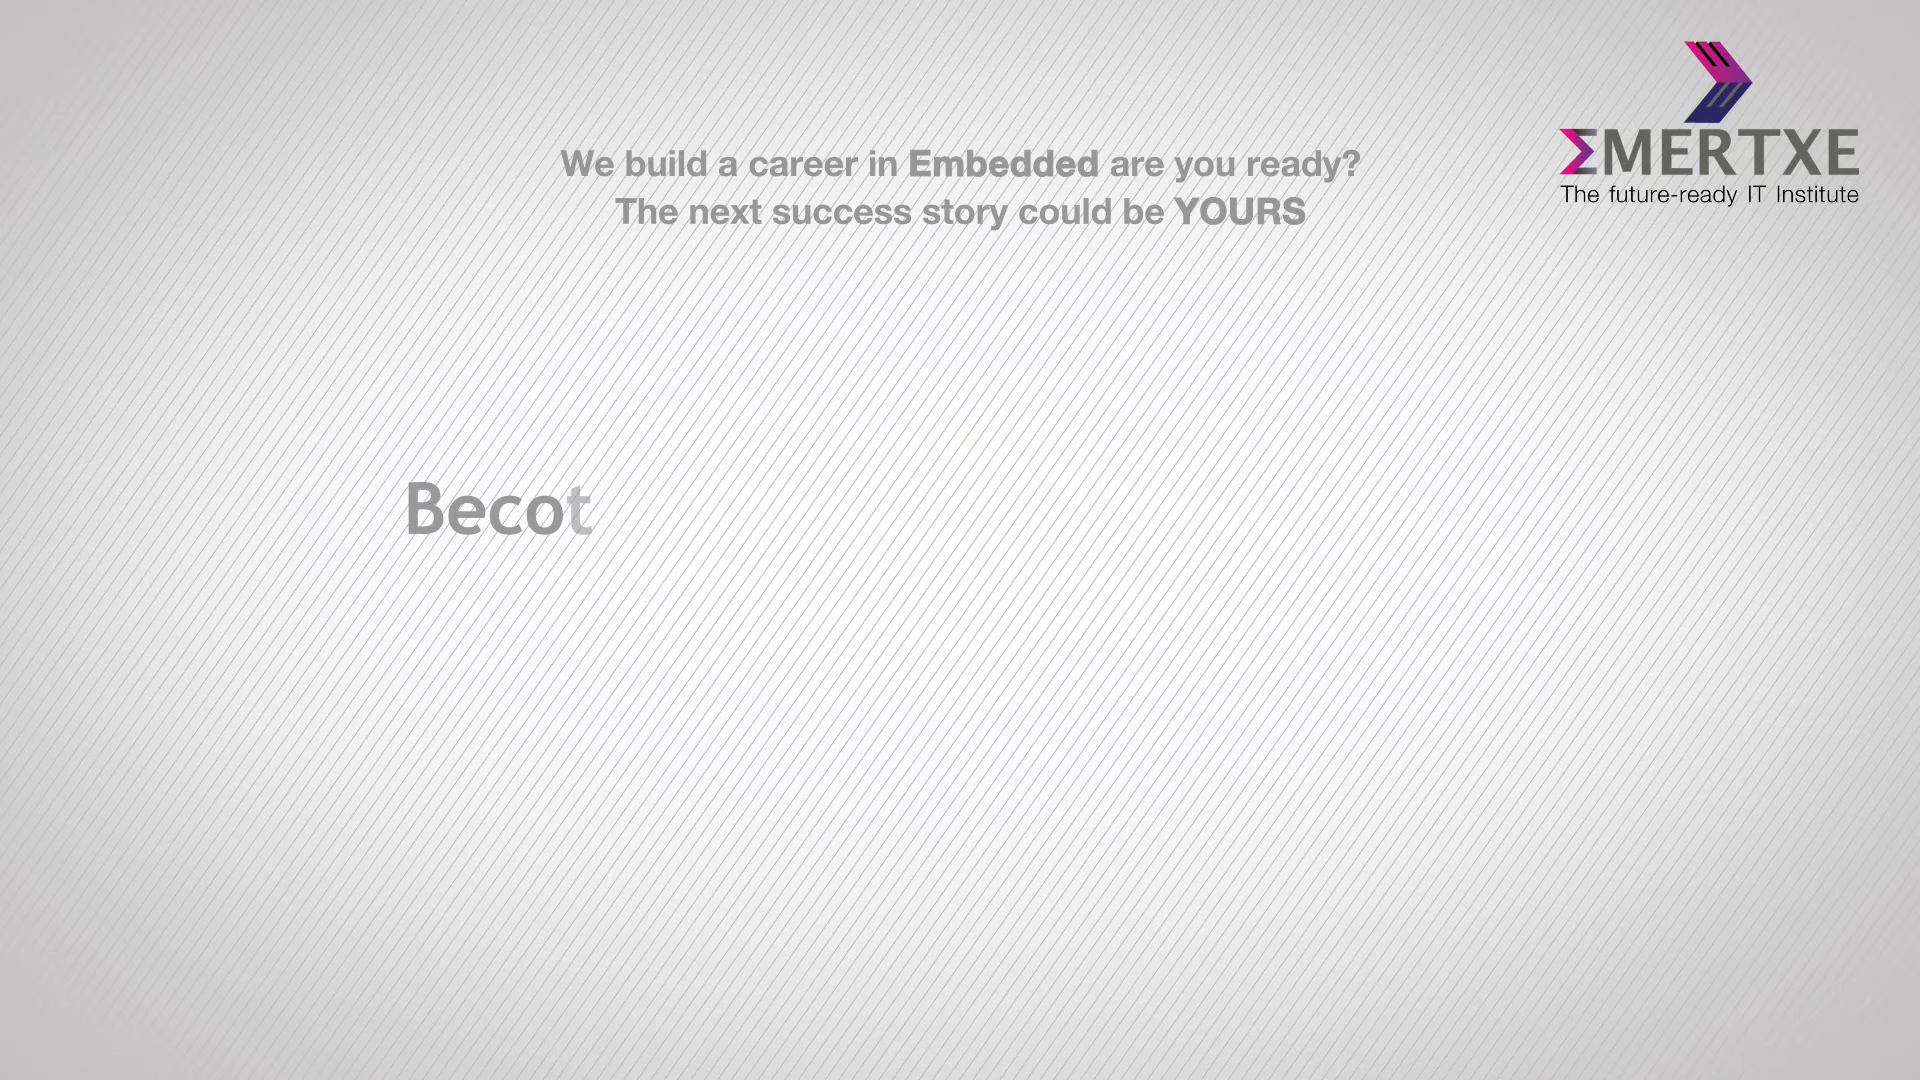 We build a career in Embedded are you ready?
The next success story could be YOURS
EMERTXE
The future-ready IT Institute
Becot